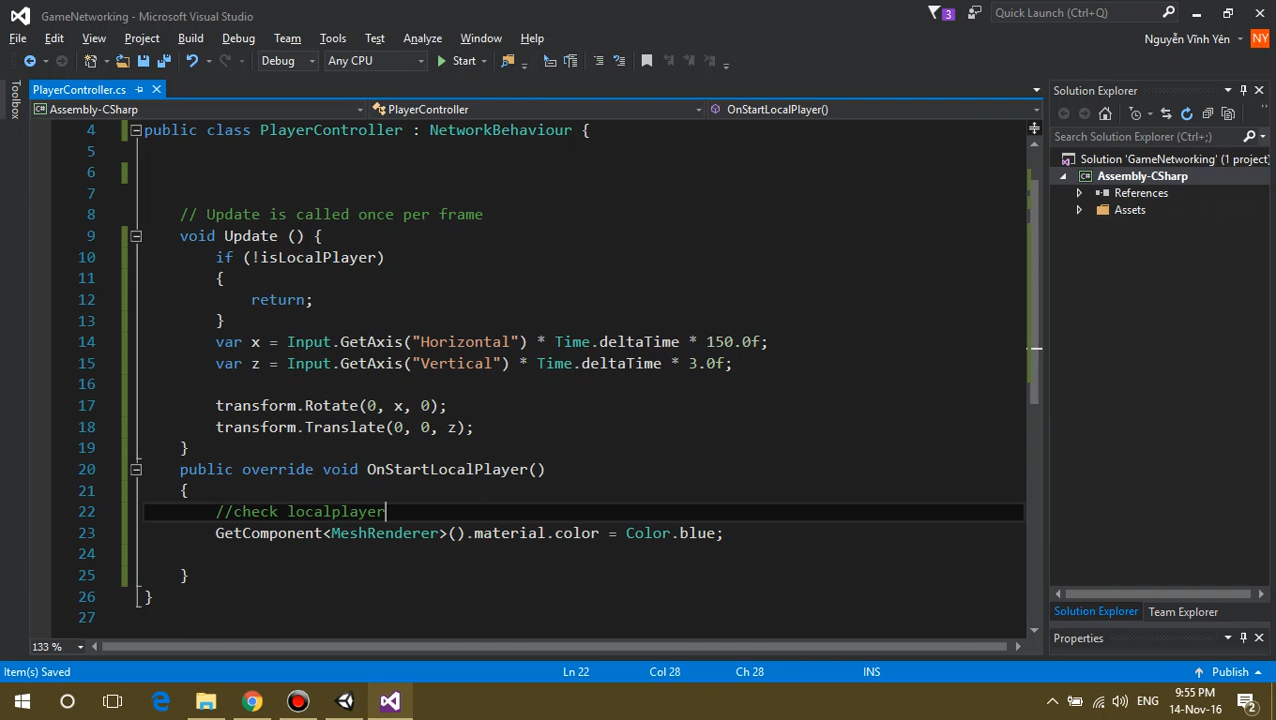 GameNetworking - Microsoft Visual Studio
3
Quick Launch (Ctrl+Q)
File Edit View Project Build Debug Team Tools Test Analyze Window Help
Nguyễn Vĩnh Yên NY
Debug Any CPU Start
Toolbox
PlayerController.cs
Assembly-CSharp PlayerController OnStartLocalPlayer()
4 public class PlayerController : NetworkBehaviour {
5
6
7
8 // Update is called once per frame
9 void Update () {
10 if (!isLocalPlayer)
11 {
12 return;
13 }
14 var x = Input.GetAxis("Horizontal") * Time.deltaTime * 150.0f;
15 var z = Input.GetAxis("Vertical") * Time.deltaTime * 3.0f;
16
17 transform.Rotate(0, x, 0);
18 transform.Translate(0, 0, z);
19 }
20 public override void OnStartLocalPlayer()
21 {
22 //check localplayer
23 GetComponent<MeshRenderer>().material.color = Color.blue;
24
25 }
26 }
27
133 %
Solution Explorer
Search Solution Explorer (Ctrl+;)
Solution 'GameNetworking' (1 project)
Assembly-CSharp
References
Assets
Solution Explorer Team Explorer
Properties
Item(s) Saved Ln 22 Col 28 Ch 28 INS Publish
ENG 9:55 PM
14-Nov-16 2